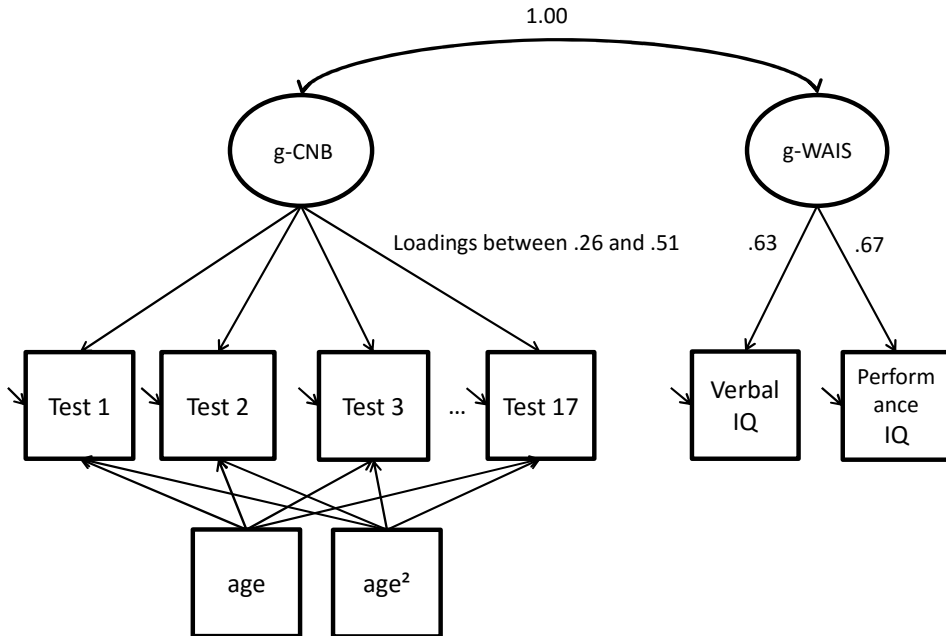 1.00
g-CNB
g-WAIS
Loadings between .26 and .51
.63
.67
Test 1
Test 2
Test 3
...
Test 17
Verbal
IQ
Perform
ance
IQ
age
age²